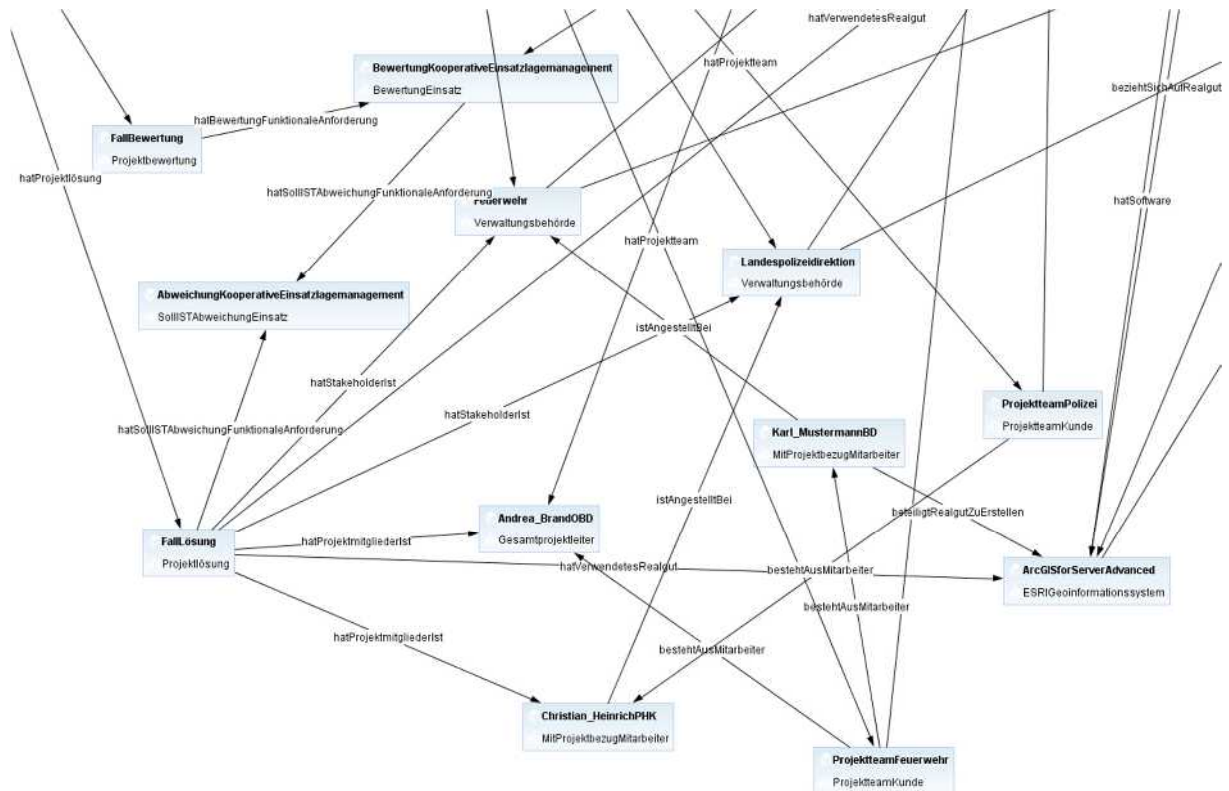 hatVerwendetesRealgut
hatProjektteam
BewertungKooperativeEinsatzlagemanagement
BewertungEinsatz
beziehtSichAufRealgut
hatBewertungFunktionaleAnforderung
FallBewertung
Projektbewertung
hatProjektlösung
hatSollISTAbweichungFunktionaleAnforderung
Feuerwehr
Verwaltungsbehörde
hatSoftware
hatProjektteam
Landespolizeidirektion
Verwaltungsbehörde
AbweichungKooperativeEinsatzlagemanagement
SollISTAbweichungEinsatz
istAngestelltBei
hatStakeholderIst
hatStakeholderIst
ProjektteamPolizei
ProjektteamKunde
hatSollISTAbweichungFunktionaleAnforderung
Karl_MustermannBD
MitProjektbezugMitarbeiter
istAngestelltBei
beteiligtRealgutZuErstellen
Andrea_BrandOBD
Gesamtprojektleiter
FallLösung
Projektlösung
hatProjektmitgliederIst
hatVerwendetesRealgut
bestehtAusMitarbeiter
ArcGISforServerAdvanced
ESRIGeoinformationssystem
bestehtAusMitarbeiter
hatProjektmitgliederIst
bestehtAusMitarbeiter
Christian_HeinrichPHK
MitProjektbezugMitarbeiter
ProjektteamFeuerwehr
ProjektteamKunde